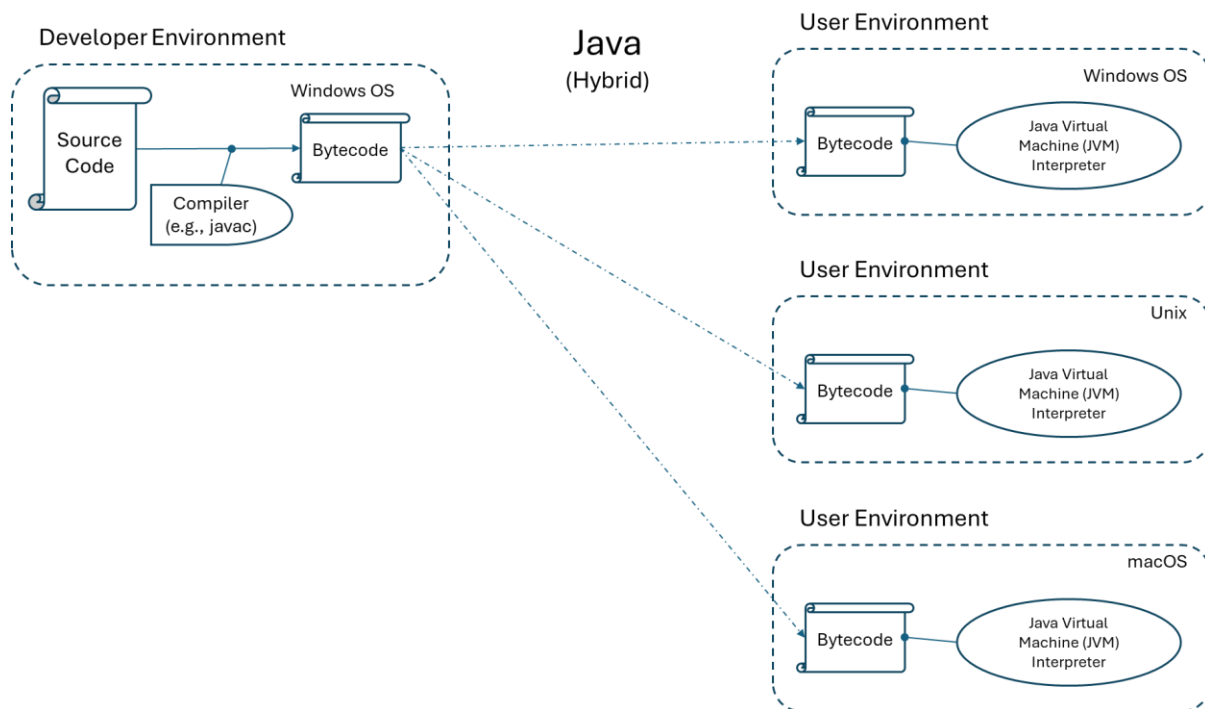 Developer Environment
Windows OS
Source
Code
Bytecode
Compiler
(e.g., javac)
Java
(Hybrid)
User Environment
Windows OS
Bytecode
Java Virtual
Machine (JVM)
Interpreter
User Environment
Unix
Bytecode
Java Virtual
Machine (JVM)
Interpreter
User Environment
macOS
Bytecode
Java Virtual
Machine (JVM)
Interpreter